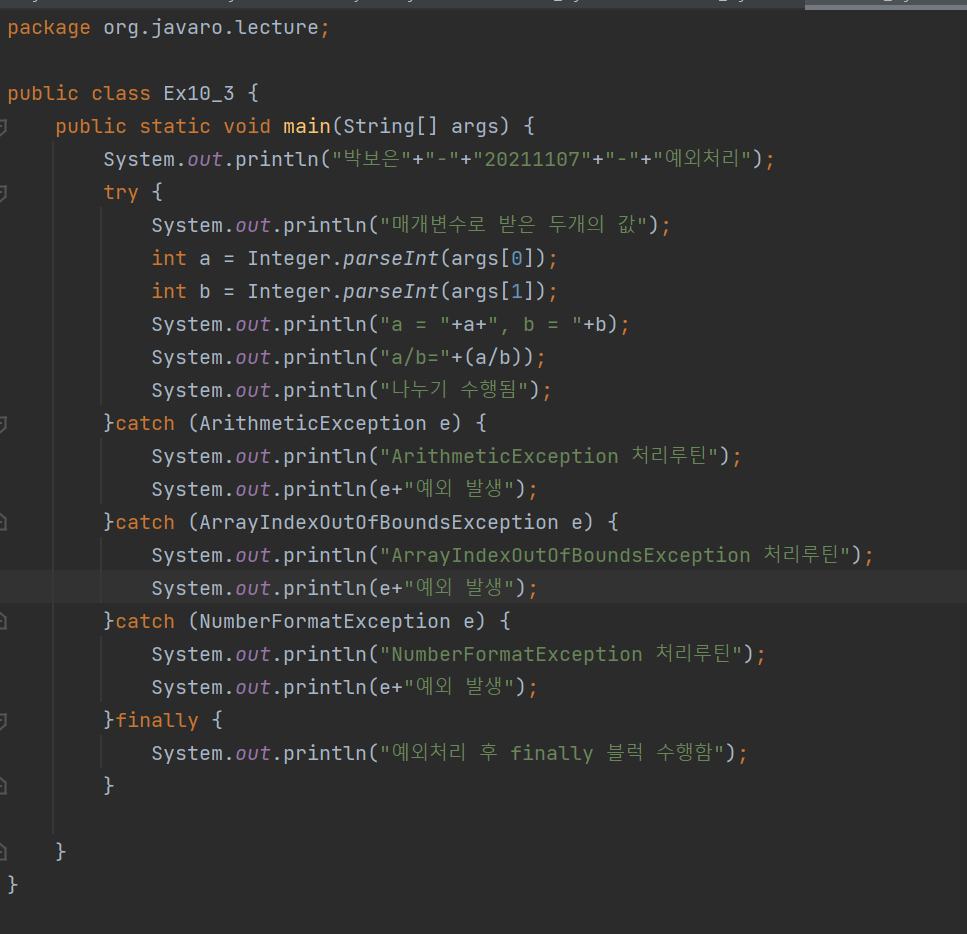 package org.javaro.lecture;
public class Ex10_3 {
public static void main(String[] args) {
System.out.println("박보은"+"-"+"20211107"+"-"+"예외처리");
try {
System.out.println("매개변수로 받은 두개의 값");
int a = Integer.parseInt(args[0]);
int b = Integer.parseInt(args[1]);
System.out.println("a = "+a+", b = "+b);
System.out.println("a/b="+(a/b));
System.out.println("나누기 수행됨");
}catch (ArithmeticException e) {
System.out.println("ArithmeticException 처리루틴");
System.out.println(e+"예외 발생");
}catch (ArrayIndexOutOfBoundsException e) {
System.out.println("ArrayIndexOutOfBoundsException 처리루틴");
System.out.println(e+"예외 발생");
}catch (NumberFormatException e) {
System.out.println("NumberFormatException 처리루틴");
System.out.println(e+"예외 발생");
}finally {
System.out.println("예외처리 후 finally 블럭 수행함");
}
}
}